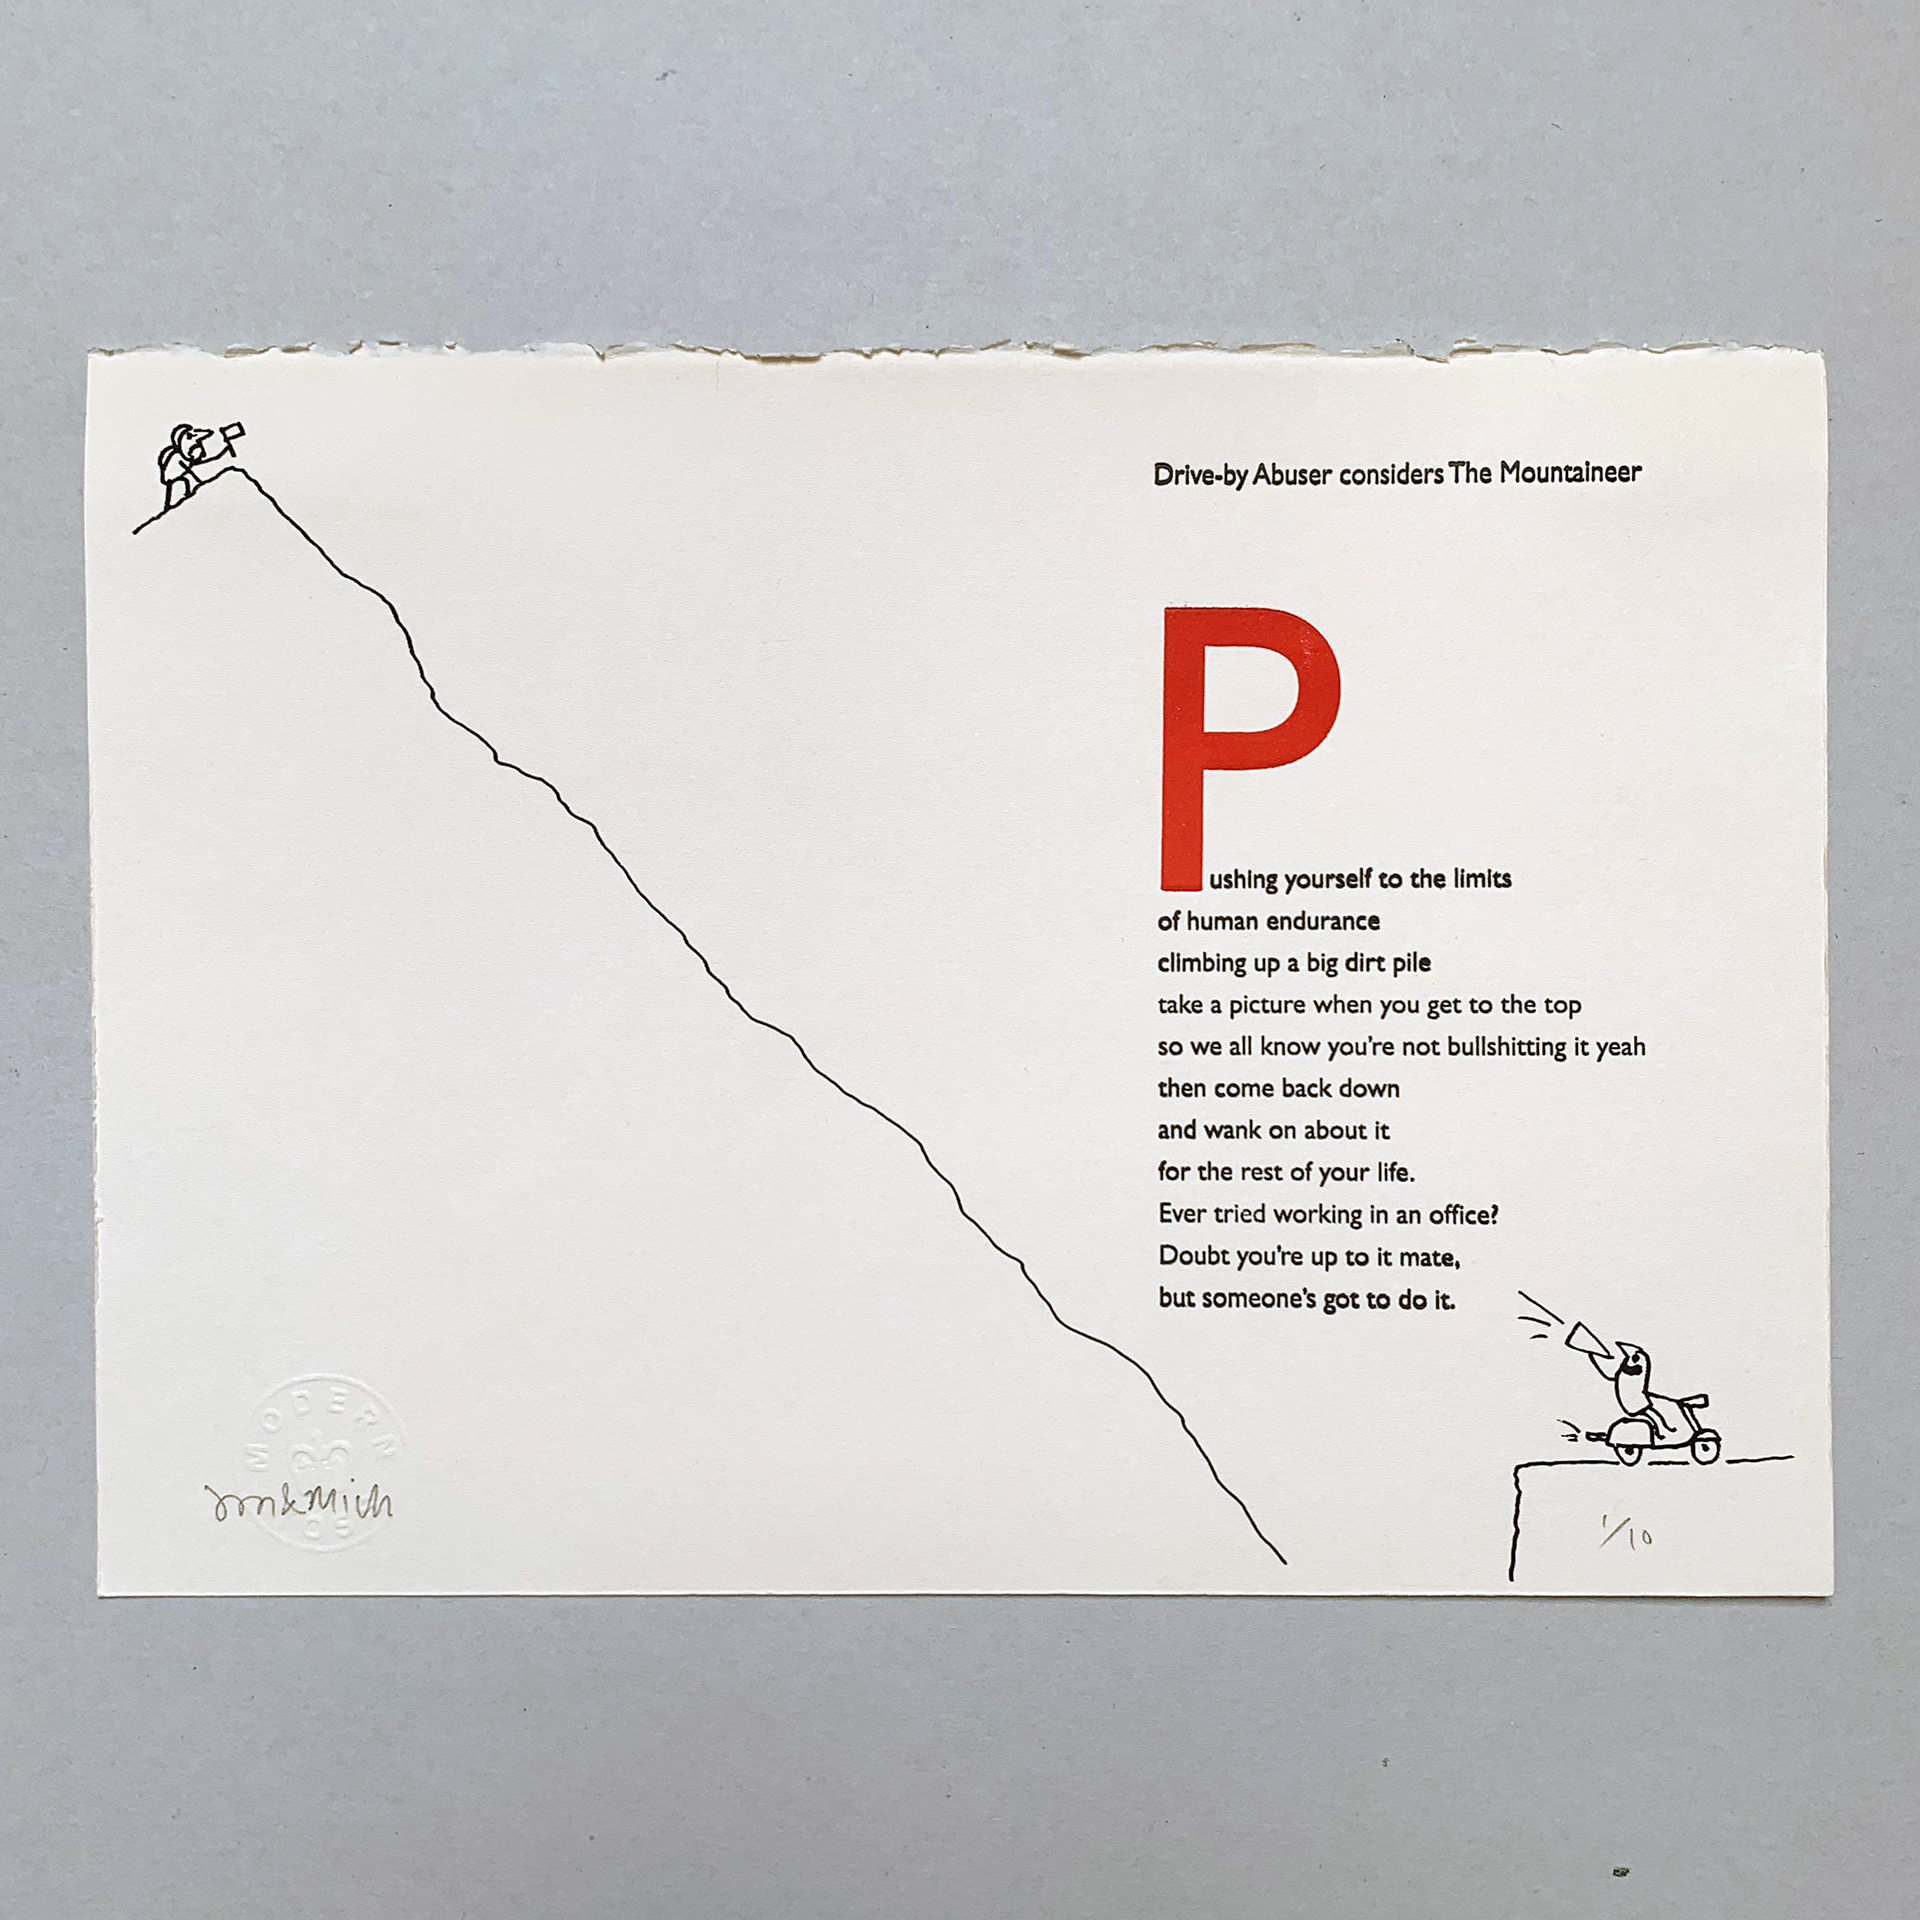 Drive-by Abuser considers The Mountaineer
Pushing yourself to the limits
of human endurance
climbing up a big dirt pile
take a picture when you get to the top
so we all know you're not bullshitting it yeah
then come back down
and wank on about it
for the rest of your life.
Ever tried working in an office?
Doubt you're up to it mate,
but someone's got to do it.
MODERN
1/10